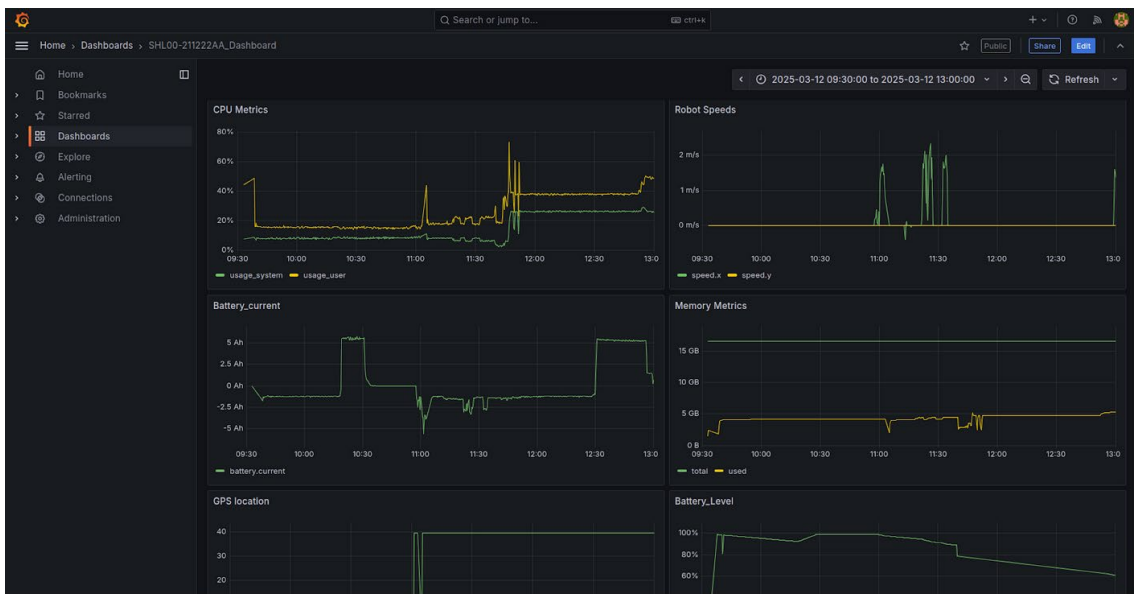 Search or jump to... ctrl+k
Home › Dashboards › SHL00-211222AA_Dashboard
Public Share Edit
Home
Bookmarks
Starred
Dashboards
Explore
Alerting
Connections
Administration
2025-03-12 09:30:00 to 2025-03-12 13:00:00 Refresh
CPU Metrics
80%
60%
40%
20%
0%
09:30 10:00 10:30 11:00 11:30 12:00 12:30 13:0
usage_system usage_user
Robot Speeds
2 m/s
1 m/s
0 m/s
09:30 10:00 10:30 11:00 11:30 12:00 12:30 13:0
speed.x speed.y
Battery_current
5 Ah
2.5 Ah
0 Ah
-2.5 Ah
-5 Ah
09:30 10:00 10:30 11:00 11:30 12:00 12:30 13:0
battery.current
Memory Metrics
15 GB
10 GB
5 GB
0 B
09:30 10:00 10:30 11:00 11:30 12:00 12:30 13:0
total used
GPS location
40
30
20
Battery_Level
100%
80%
60%